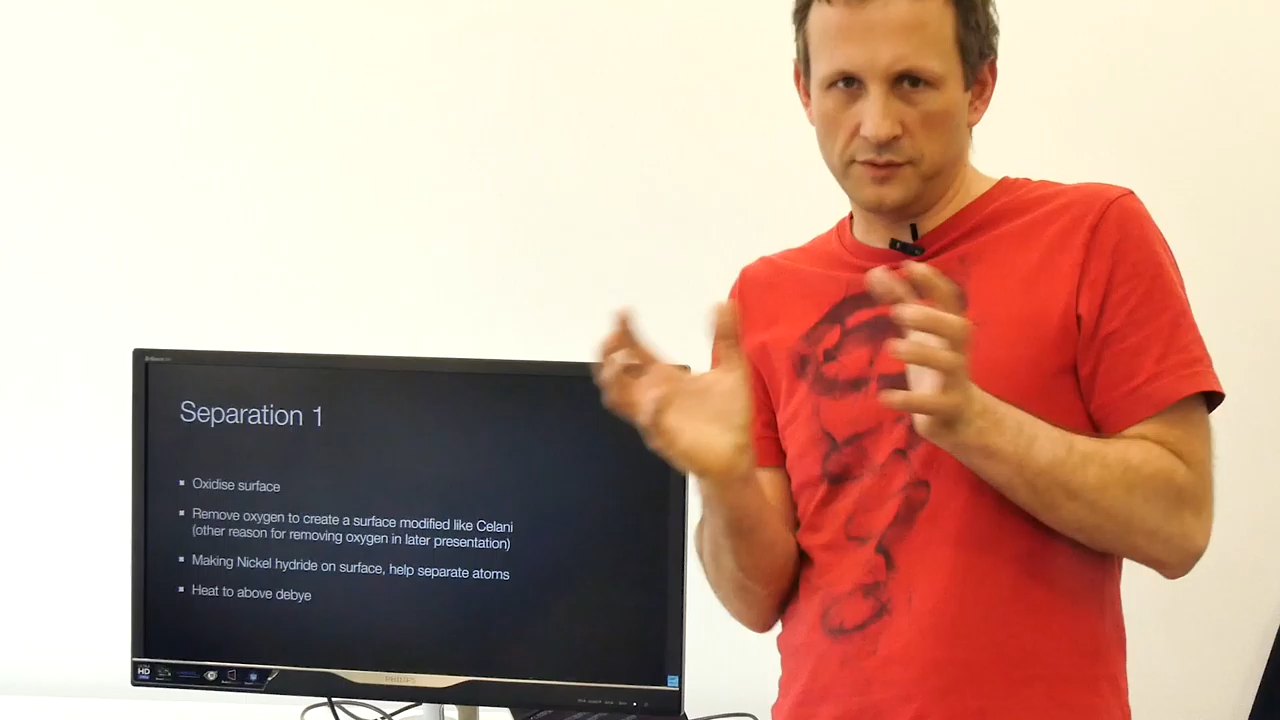 Separation 1
Oxidise surface
Remove oxygen to create a surface modified like Celani
(other reason for removing oxygen in later presentation)
Making Nickel hydride on surface, help separate atoms
Heat to above debye
HD
PHILIPS